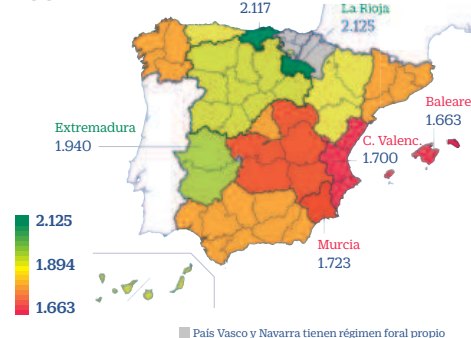 2.117
La Rioja
2.125
Baleare
1.663
Extremadura
1.940
C. Valenc.
1.700
Murcia
1.723
2.125
1.894
1.663
País Vasco y Navarra tienen régimen foral propio